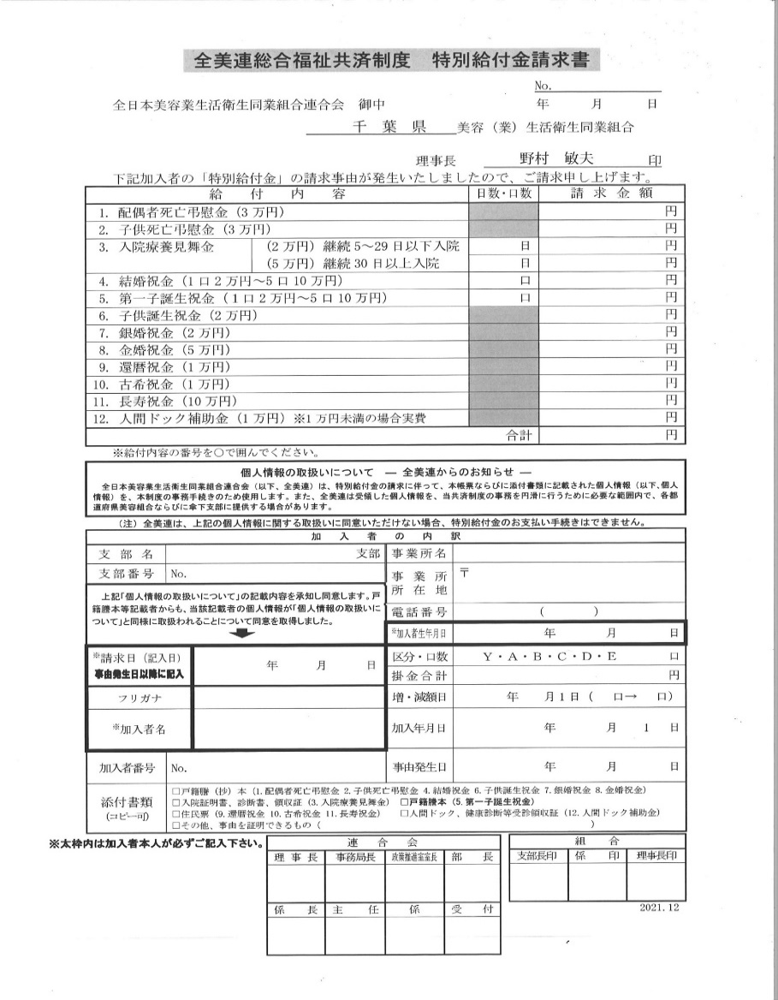 全美連総合福祉共済制度　特別給付金請求書
No.
全日本美容業生活衛生同業組合連合会　御中　　年　　月　　日
千　葉　県　美容（業）生活衛生同業組合
理事長　野村　敏夫　印
下記加入者の「特別給付金」の請求事由が発生いたしましたので、ご請求申し上げます。
給　付　内　容　日数・口数　請　求　金　額
1. 配偶者死亡弔慰金（3万円）　円
2. 子供死亡弔慰金（3万円）　円
3. 入院療養見舞金　（2万円）継続5～29日以下入院　日　円
（5万円）継続30日以上入院　日　円
4. 結婚祝金（1口2万円～5口10万円）　口　円
5. 第一子誕生祝金（1口2万円～5口10万円）　口　円
6. 子供誕生祝金（2万円）　円
7. 銀婚祝金（2万円）　円
8. 金婚祝金（5万円）　円
9. 還暦祝金（1万円）　円
10. 古希祝金（1万円）　円
11. 長寿祝金（10万円）　円
12. 人間ドック補助金（1万円）※1万円未満の場合実費　円
合計　円
※給付内容の番号を○で囲んでください。
個人情報の取扱いについて　― 全美連からのお知らせ ―
全日本美容業生活衛生同業組合連合会（以下、全美連）は、特別給付金の請求に伴って、本帳票ならびに添付書類に記載された個人情報（以下、個人
情報）を、本制度の事務手続きのため使用します。また、全美連は受領した個人情報を、当共済制度の事務を円滑に行うために必要な範囲内で、各都
道府県美容組合ならびに傘下支部に提供する場合があります。
（注）全美連は、上記の個人情報に関する取扱いに同意いただけない場合、特別給付金のお支払い手続きはできません。
加　入　者　の　内　訳
支　部　名　支部　事業所名
支部番号　No.
事　業　所
所　在　地　〒
上記「個人情報の取扱いについて」の記載内容を承知し同意します。戸
籍謄本等記載者からも、当該記載者の個人情報が「個人情報の取扱いに
ついて」と同様に取扱われることについて同意を取得しました。
電話番号　（　　　）
※加入者生年月日　年　月　日
※請求日（記入日）
事由発生日以降に記入　年　月　日
区分・口数　Y・A・B・C・D・E　口
掛金合計　円
フリガナ　増・減額日　年　月1日（　口→　口）
※加入者名　加入年月日　年　月　1　日
加入者番号　No.　事由発生日　年　月　日
添付書類
（コピー可）
□戸籍謄（抄）本（1.配偶者死亡弔慰金 2.子供死亡弔慰金 4.結婚祝金 6.子供誕生祝金 7.銀婚祝金 8.金婚祝金）
□入院証明書、診断書、領収証（3.入院療養見舞金）　□戸籍謄本（5.第一子誕生祝金）
□住民票（9.還暦祝金 10.古希祝金 11.長寿祝金）　□人間ドック、健康診断等受診領収証（12.人間ドック補助金）
□その他、事由を証明できるもの（　　）
※太枠内は加入者本人が必ずご記入下さい。
連　合　会
理　事　長　事務局長　政策推進室室長　部　長
係　長　主　任　係　受　付
組　合
支部長印　係　印　理事長印
2021.12